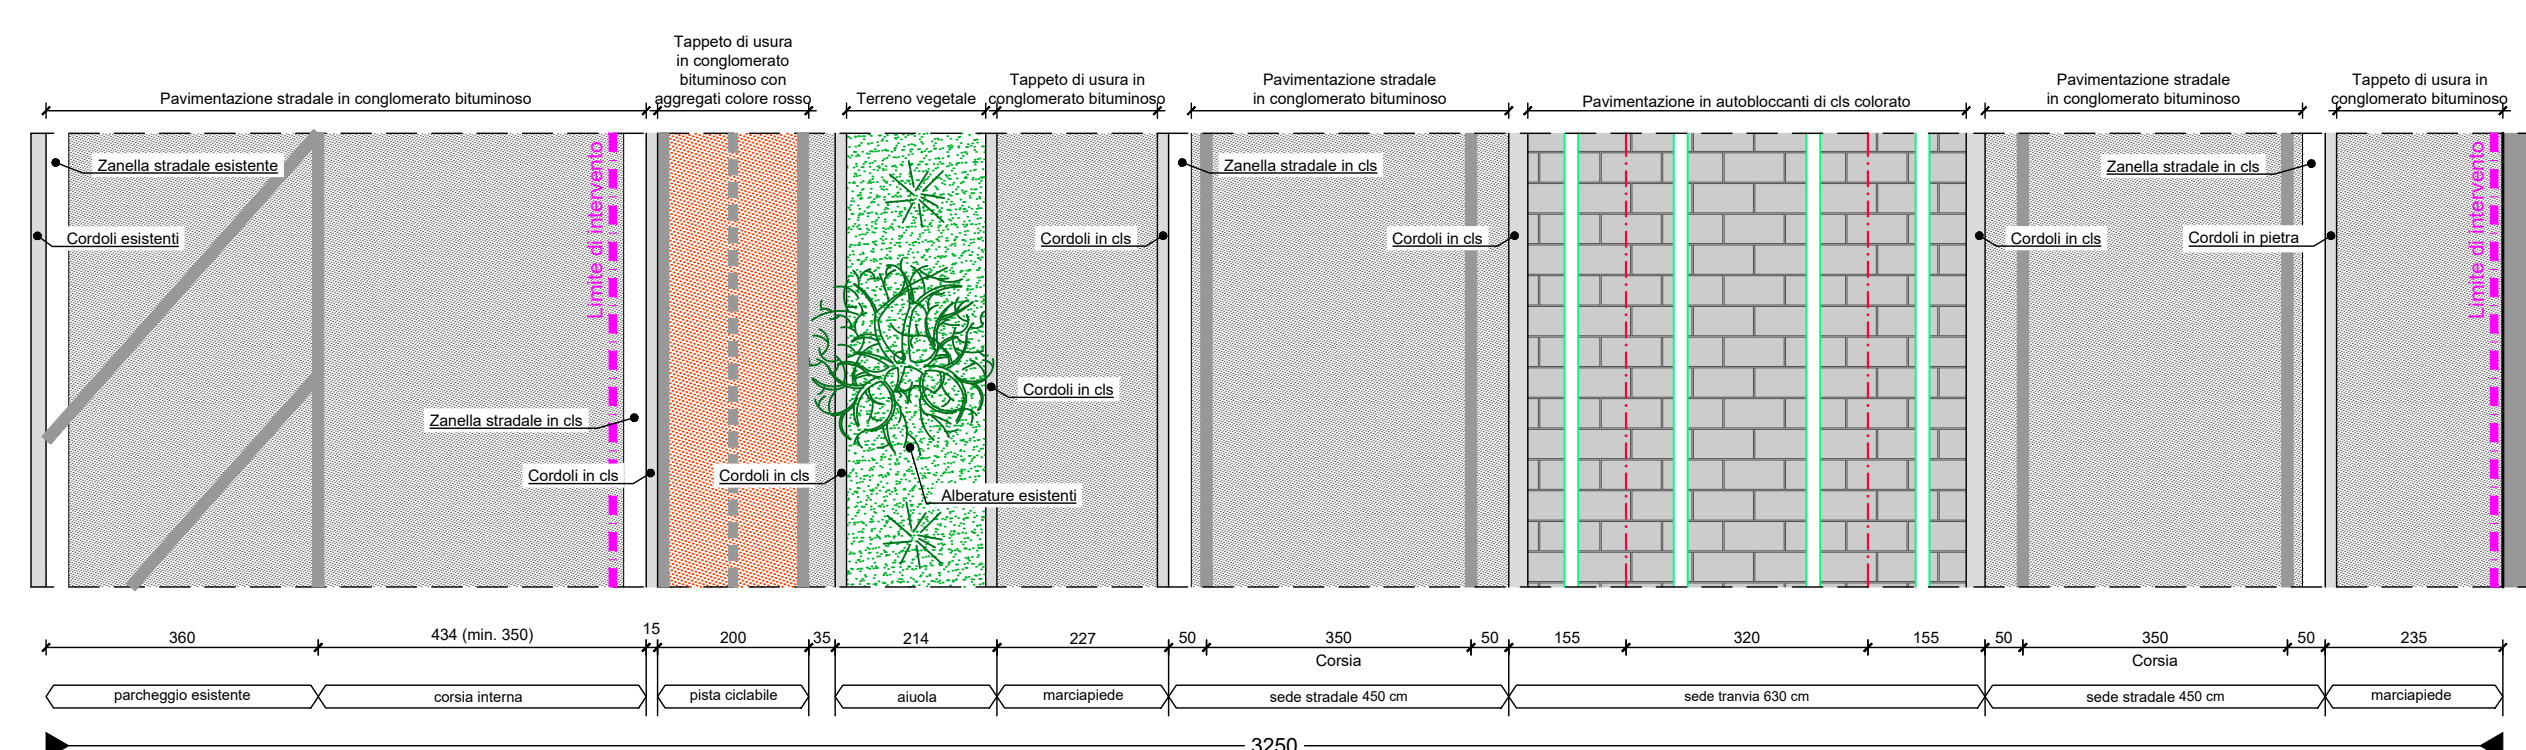 Tappeto di usura
in conglomerato
bituminoso con
aggregati colore rosso
Pavimentazione stradale in conglomerato bituminoso
Terreno vegetale
Tappeto di usura in
conglomerato bituminoso
Pavimentazione stradale
in conglomerato bituminoso
Pavimentazione in autobloccanti di cls colorato
Pavimentazione stradale
in conglomerato bituminoso
Tappeto di usura in
conglomerato bituminoso
Zanella stradale esistente
Cordoli esistenti
Limite di intervento
Zanella stradale in cls
Cordoli in cls
Cordoli in cls
Alberature esistenti
Cordoli in cls
Cordoli in cls
Zanella stradale in cls
Cordoli in cls
Cordoli in cls
Zanella stradale in cls
Cordoli in pietra
Limite di intervento
360
434 (min. 350)
15
200
35
214
227
50
350
50
155
320
155
50
350
50
235
Corsia
Corsia
parcheggio esistente
corsia interna
pista ciclabile
aiuola
marciapiede
sede stradale 450 cm
sede tranvia 630 cm
sede stradale 450 cm
marciapiede
3250